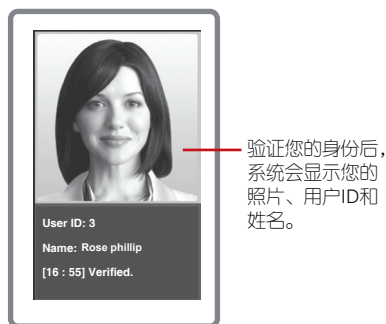 User ID: 3
Name: Rose phillip
[16 : 55] Verified.
验证您的身份后,
系统会显示您的
照片、用户ID和
姓名。